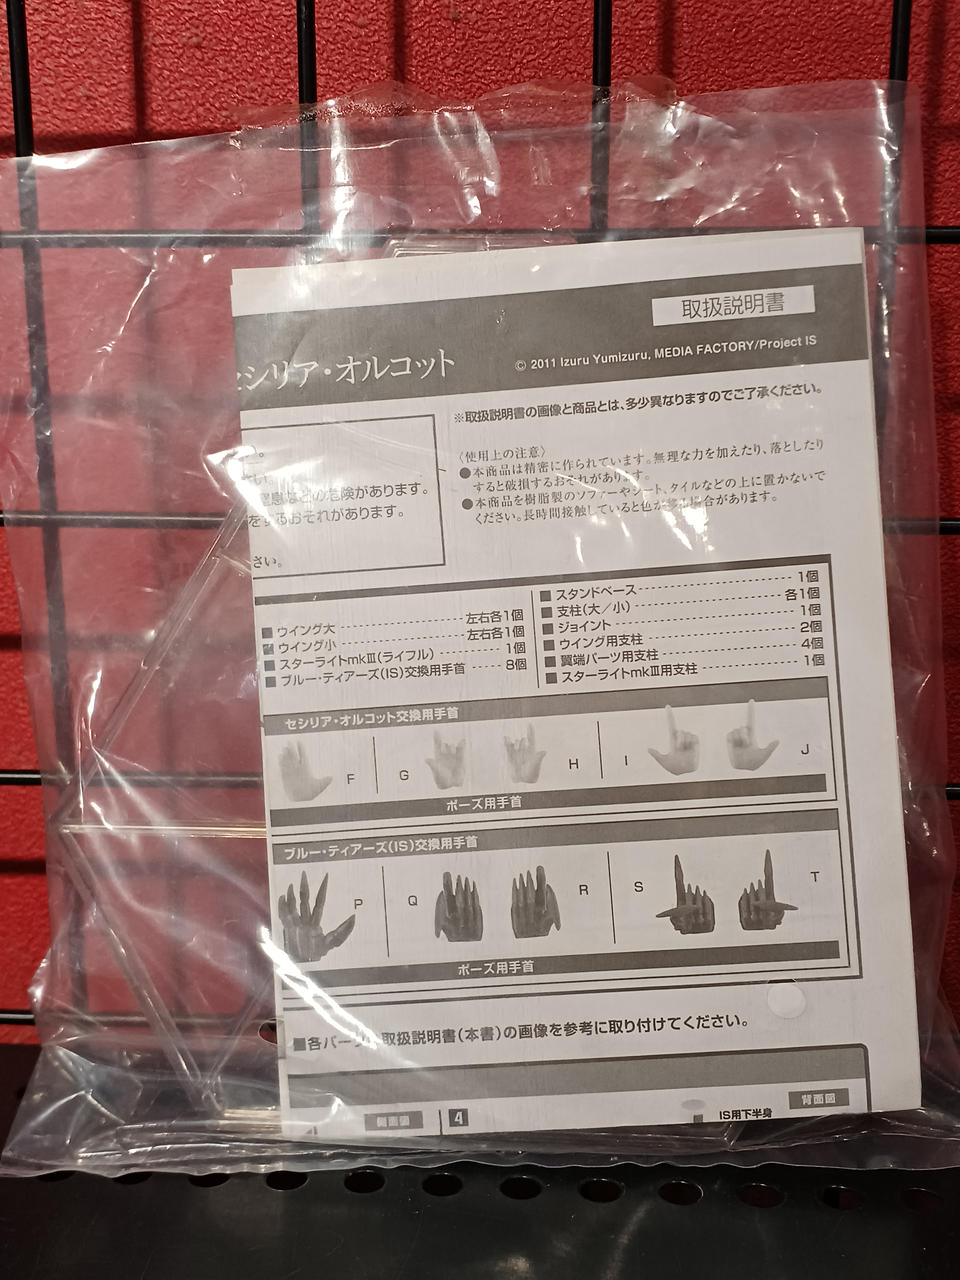 取扱説明書
セシリア・オルコット
© 2011 Izuru Yumizuru, MEDIA FACTORY/Project IS
※取扱説明書の画像と商品とは、多少異なりますのでご了承ください。
の危険があります。
をするおそれがあります。
さい。
〈使用上の注意〉
●本商品は精密に作られています。無理な力を加えたり、落としたり
すると破損するおそれがあります。
●本商品を樹脂製のソファーやシート、タイルなどの上に置かないで
ください。長時間接触していると色が移る場合があります。
■ウイング大 左右各1個
■ウイング小 左右各1個
■スターライトmkⅢ(ライフル) 1個
■ブルー・ティアーズ(IS)交換用手首 8個
■スタンドベース 1個
■支柱(大/小) 各1個
■ジョイント 1個
■ウイング用支柱 2個
■翼端パーツ用支柱 4個
■スターライトmkⅢ用支柱 1個
セシリア・オルコット交換用手首
F G H I J
ポーズ用手首
ブルー・ティアーズ(IS)交換用手首
P Q R S T
ポーズ用手首
■各パーツ 取扱説明書(本書)の画像を参考に取り付けてください。
側面図
4
IS用下半身
背面図